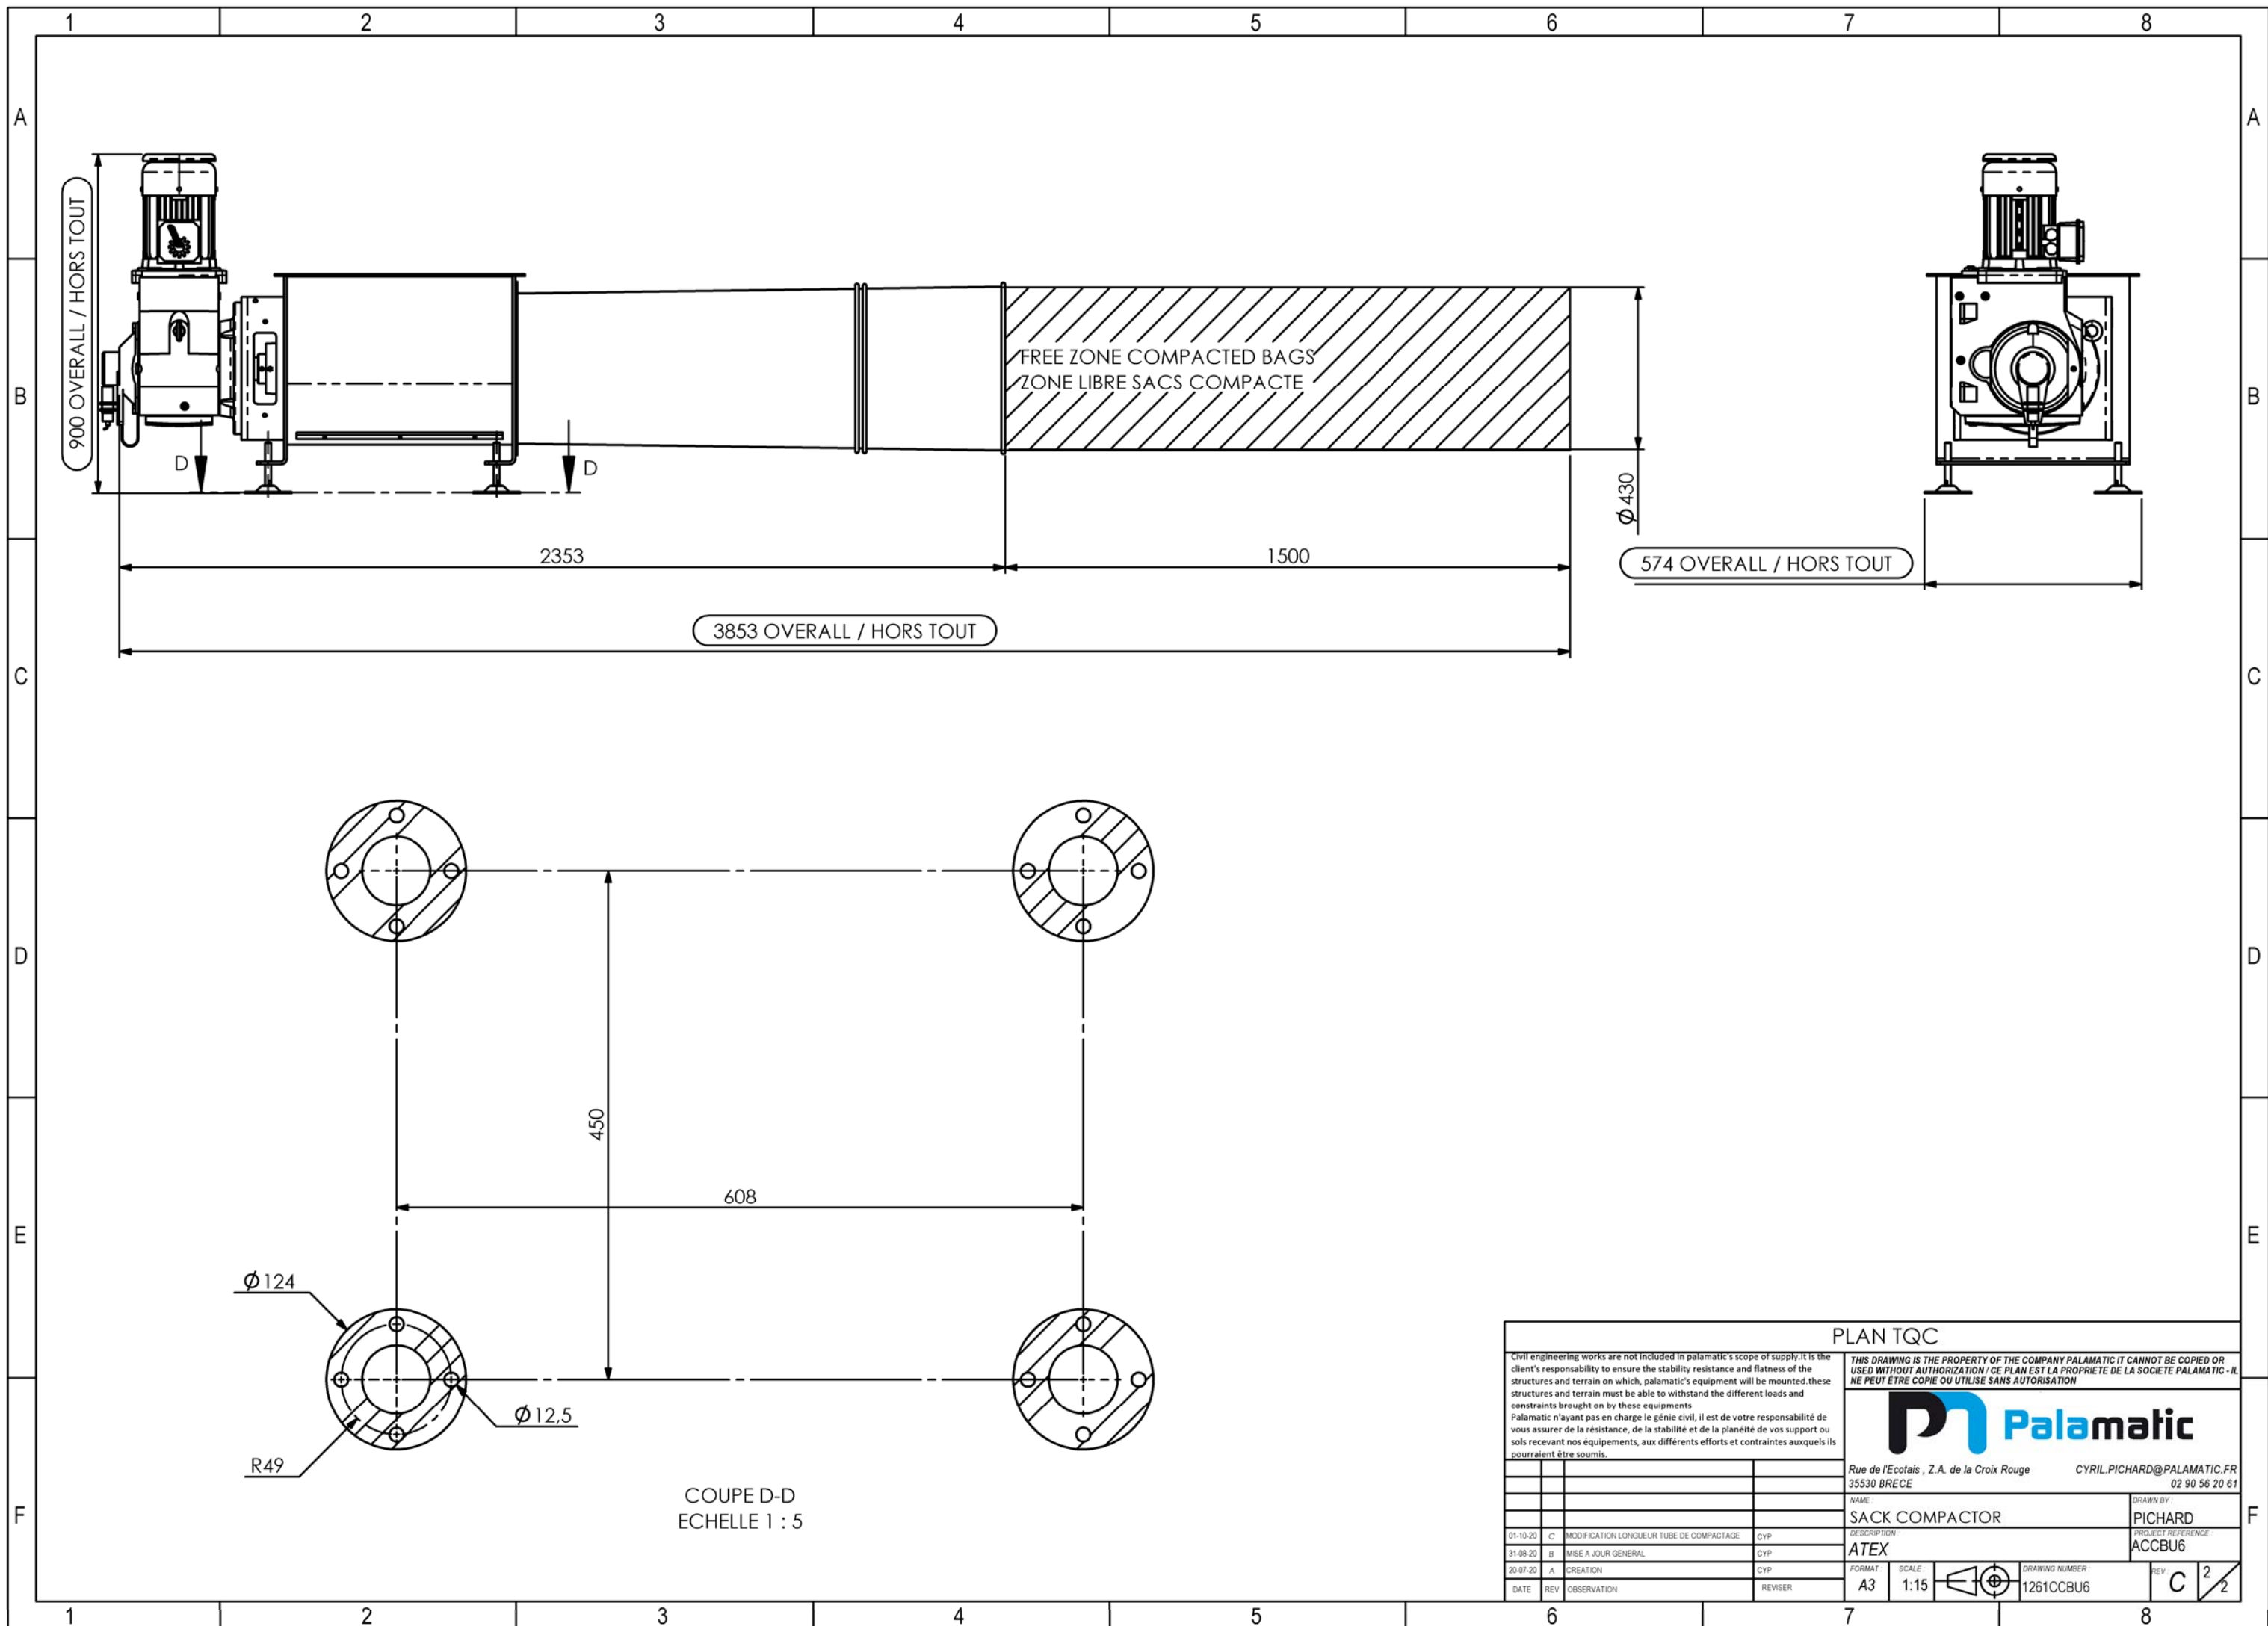 1 2 3 4 5 6 7 8
A A
B B
C C
D D
E E
F F
900 OVERALL / HORS TOUT
FREE ZONE COMPACTED BAGS
ZONE LIBRE SACS COMPACTE
D D
Ø 430
2353
1500
574 OVERALL / HORS TOUT
3853 OVERALL / HORS TOUT
450
608
Ø 124
Ø 12,5
R49
COUPE D-D
ECHELLE 1 : 5
PLAN TQC
Civil engineering works are not included in palamatic's scope of supply.it is the
client's responsability to ensure the stability resistance and flatness of the
structures and terrain on which, palamatic's equipment will be mounted.these
structures and terrain must be able to withstand the different loads and
constraints brought on by these equipments
Palamatic n'ayant pas en charge le génie civil, il est de votre responsabilité de
vous assurer de la résistance, de la stabilité et de la planéité de vos support ou
sols recevant nos équipements, aux différents efforts et contraintes auxquels ils
pourraient être soumis.
THIS DRAWING IS THE PROPERTY OF THE COMPANY PALAMATIC IT CANNOT BE COPIED OR
USED WITHOUT AUTHORIZATION / CE PLAN EST LA PROPRIETE DE LA SOCIETE PALAMATIC - IL
NE PEUT ÊTRE COPIE OU UTILISE SANS AUTORISATION
Palamatic
Rue de l'Ecotais , Z.A. de la Croix Rouge CYRIL.PICHARD@PALAMATIC.FR
35530 BRECE 02 90 56 20 61
NAME : DRAWN BY :
SACK COMPACTOR PICHARD
DESCRIPTION : PROJECT REFERENCE :
ATEX ACCBU6
FORMAT : SCALE : DRAWING NUMBER : REV :
A3 1:15 1261CCBU6 C 2/2
01-10-20 C MODIFICATION LONGUEUR TUBE DE COMPACTAGE CYP
31-08-20 B MISE A JOUR GENERAL CYP
20-07-20 A CREATION CYP
DATE REV OBSERVATION REVISER
1 2 3 4 5 6 7 8